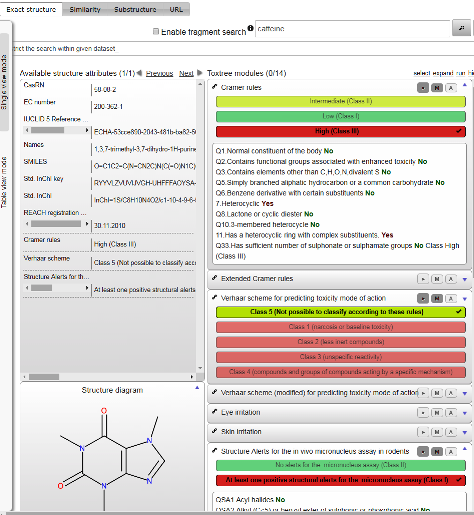 Exact structure Similarity Substructure URL
Enable fragment search caffeine
trict the search within given dataset
Single view mode
Table view mode
Available structure attributes (1/1) Previous Next
CasRN 58-08-2
EC number 200-362-1
IUCLID 5 Reference ...
ECHA-53cce890-2043-481b-ba82-5
Names 1,3,7-trimethyl-3,7-dihydro-1H-purine
SMILES O=C1C2=C(N=CN2C)N(C(=O)N1C)
Std. InChI key RYYVLZVUVIJVGH-UHFFFAOYSA-
Std. InChI InChI=1S/C8H10N4O2/c1-10-4-9-6-
REACH registration ...
30.11.2010
Cramer rules High (Class III)
Verhaar scheme Class 5 (Not possible to classify acco
Structure Alerts for th...
At least one positive structural alerts
Structure diagram
O
N
N
O
N
N
Toxtree modules (0/14) select expand run hi
Cramer rules M A
Intermediate (Class II)
Low (Class I)
High (Class III)
Q1.Normal constituent of the body No
Q2.Contains functional groups associated with enhanced toxicity No
Q3.Contains elements other than C,H,O,N,divalent S No
Q5.Simply branched aliphatic hydrocarbon or a common carbohydrate No
Q6.Benzene derivative with certain substituents No
7.Heterocyclic Yes
Q8.Lactone or cyclic diester No
Q10.3-membered heterocycle No
11.Has a heterocyclic ring with complex substituents. Yes
Q33.Has sufficient number of sulphonate or sulphamate groups No Class High
(Class III)
Extended Cramer rules M A
Verhaar scheme for predicting toxicity mode of action M A
Class 5 (Not possible to classify according to these rules)
Class 1 (narcosis or baseline toxicity)
Class 2 (less inert compounds)
Class 3 (unspecific reactivity)
Class 4 (compounds and groups of compounds acting by a specific mechanism)
Verhaar scheme (modified) for predicting toxicity mode of action M A
Eye irritation M A
Skin irritation M A
Structure Alerts for the in vivo micronucleus assay in rodents M A
No alerts for the micronucleus assay (Class II)
At least one positive structural alerts for the micronucleus assay (Class I)
QSA1.Acyl halides No